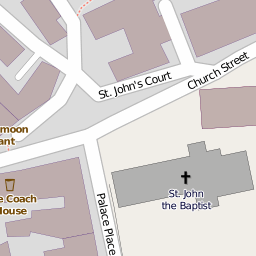 St. John's Court
Church Street
moon
ant
e Coach
House
St. John
the Baptist
Palace Place